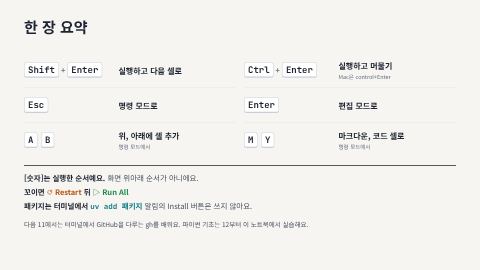 한 장 요약
Shift + Enter 실행하고 다음 셀로
Ctrl + Enter 실행하고 머물기
Mac은 control+Enter
Esc 명령 모드로
Enter 편집 모드로
A B 위, 아래에 셀 추가
명령 모드에서
M Y 마크다운, 코드 셀로
명령 모드에서
[숫자]는 실행한 순서예요. 화면 위아래 순서가 아니에요.
꼬이면 ↺ Restart 뒤 ▷ Run All
패키지는 터미널에서 uv add 패키지 알림의 Install 버튼은 쓰지 않아요.
다음 11에서는 터미널에서 GitHub을 다루는 gh를 배워요. 파이썬 기초는 12부터 이 노트북에서 실습해요.